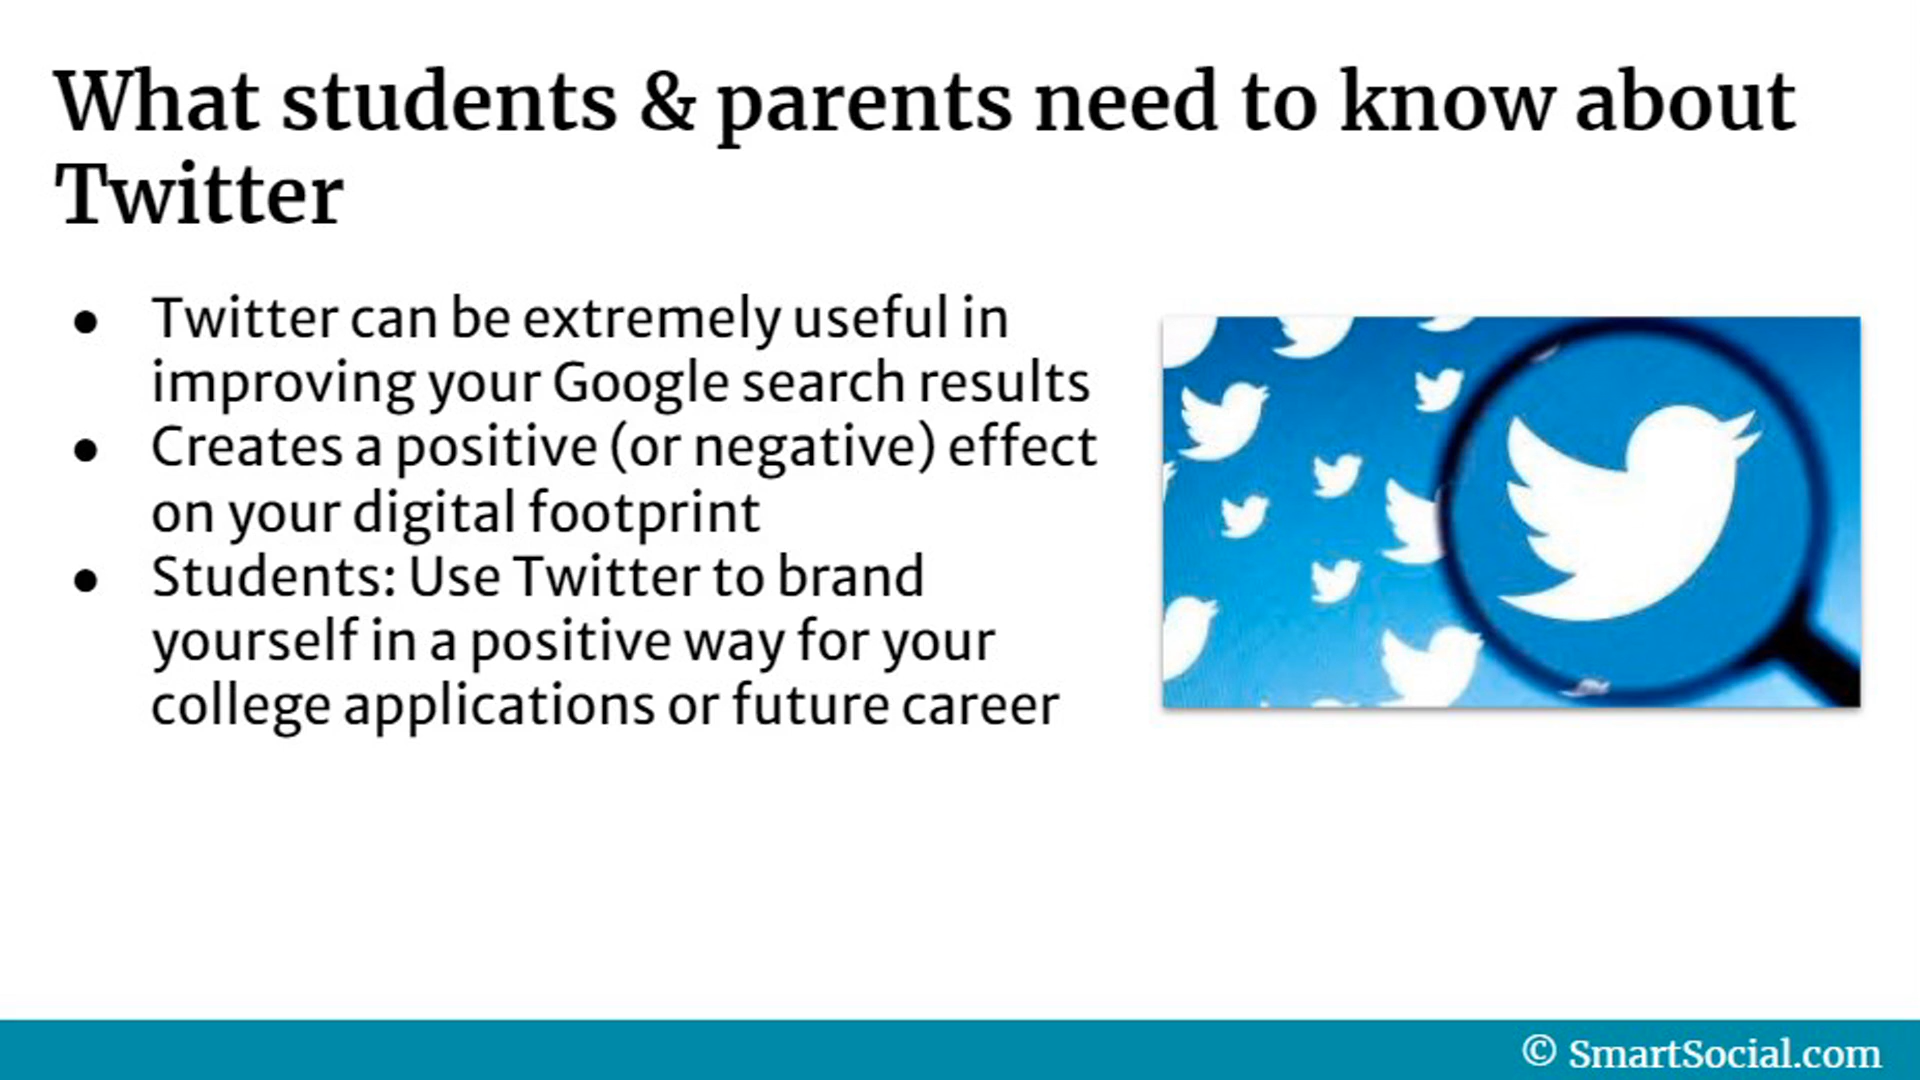 What students & parents need to know about
Twitter
● Twitter can be extremely useful in
improving your Google search results
● Creates a positive (or negative) effect
on your digital footprint
● Students: Use Twitter to brand
yourself in a positive way for your
college applications or future career
© SmartSocial.com